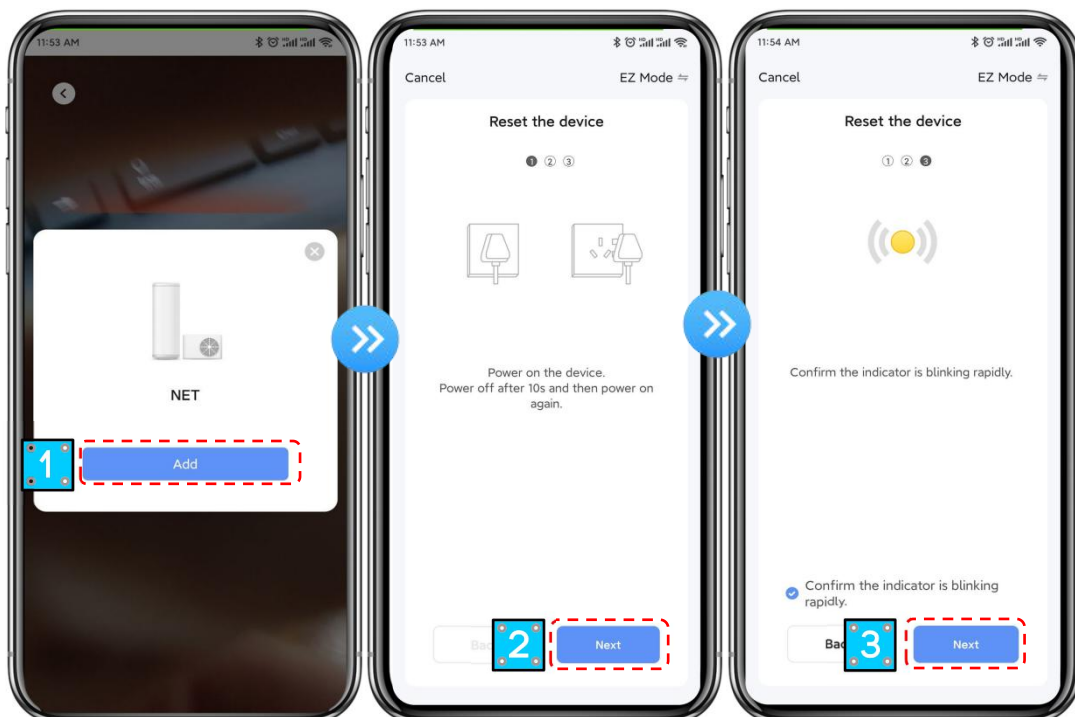 11:53 AM
NET
1
Add
11:53 AM
Cancel
EZ Mode
Reset the device
1 2 3
Power on the device.
Power off after 10s and then power on
again.
2
Next
11:54 AM
Cancel
EZ Mode
Reset the device
1 2 3
Confirm the indicator is blinking rapidly.
Confirm the indicator is blinking
rapidly.
3
Next